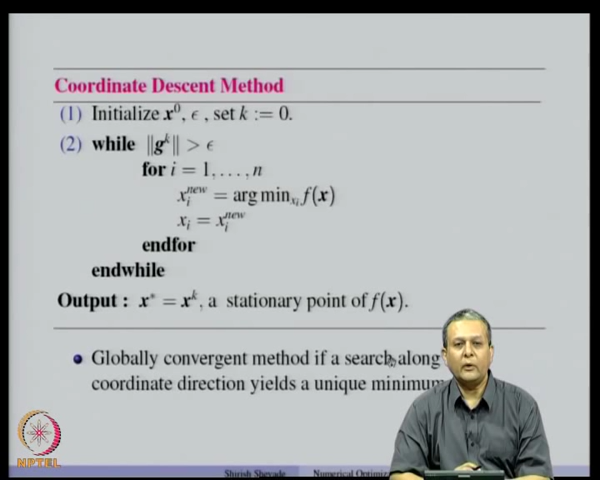 Coordinate Descent Method
(1) Initialize x⁰, ϵ, set k := 0.
(2) while ‖gᵏ‖ > ϵ
for i = 1, . . . , n
xᵢⁿᵉʷ = arg minₓᵢ f(x)
xᵢ = xᵢⁿᵉʷ
endfor
endwhile
Output : x* = xᵏ, a stationary point of f(x).
Globally convergent method if a search along
coordinate direction yields a unique minimum
NPTEL
Shirish Shevade Numerical Optimiz